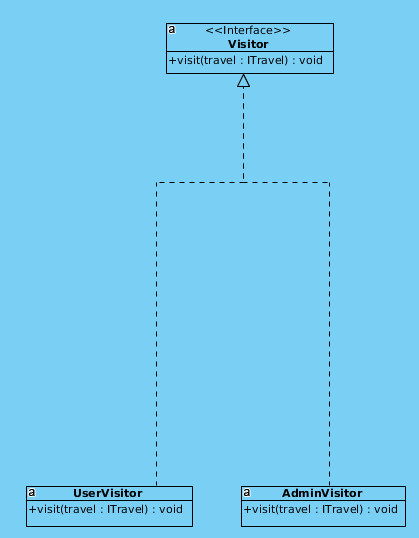 a
<<Interface>>
Visitor
+visit(travel : ITravel) : void
a
UserVisitor
+visit(travel : ITravel) : void
a
AdminVisitor
+visit(travel : ITravel) : void